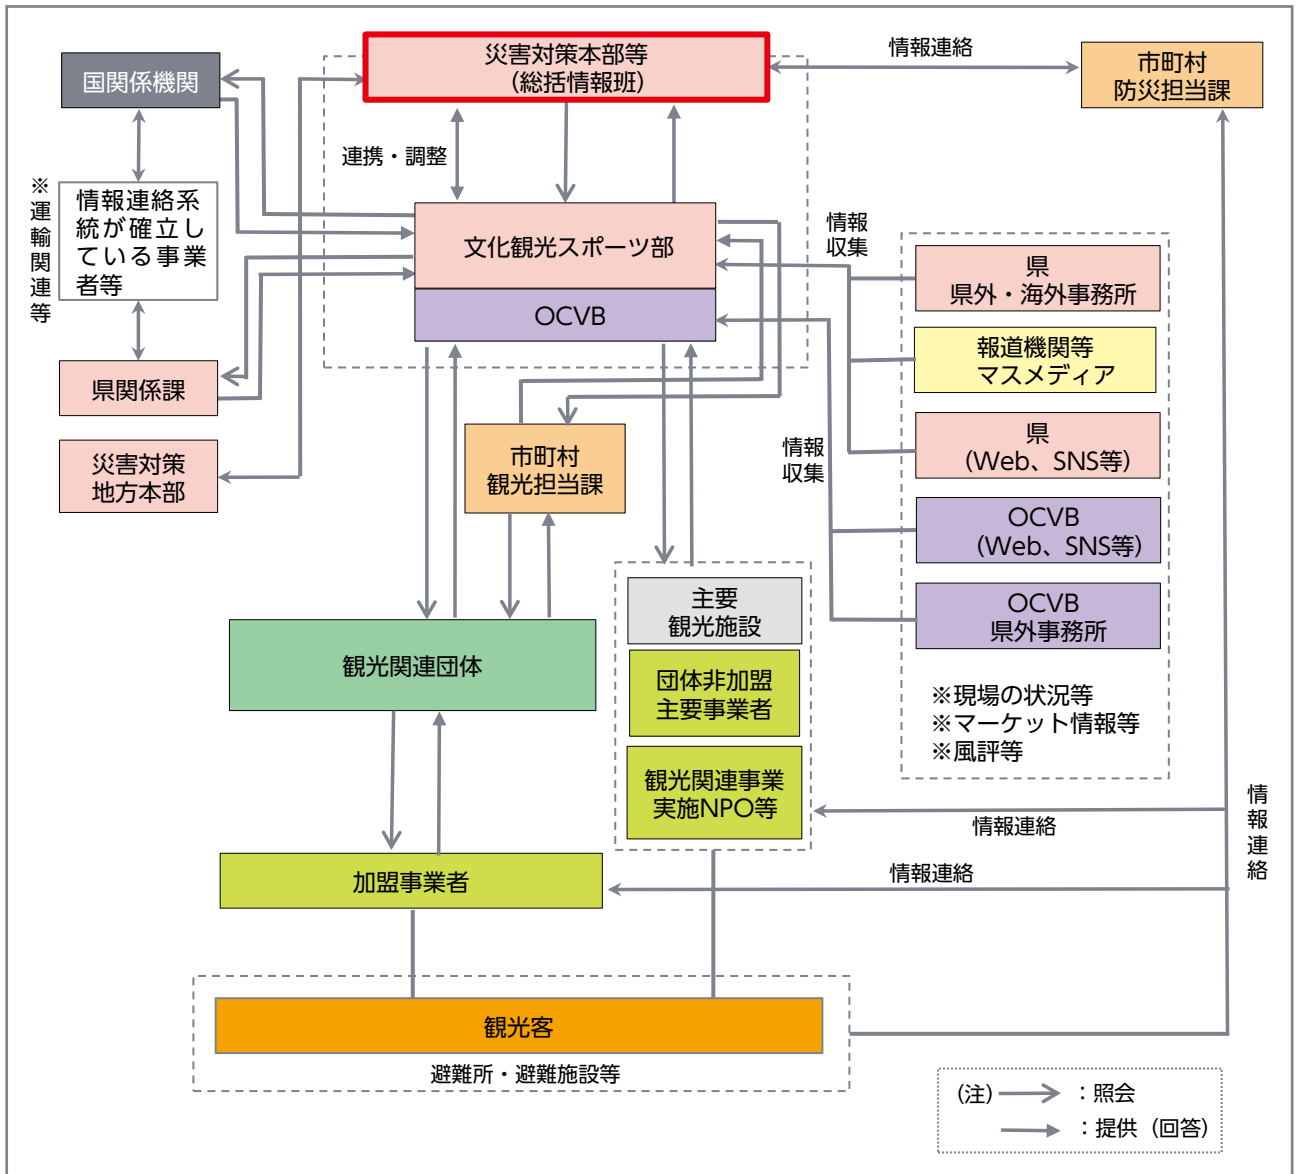 災害対策本部等
（総括情報班）
情報連絡
市町村
防災担当課
国関係機関
連携・調整
※運輸関連等
情報連絡系
統が確立し
ている事業
者等
文化観光スポーツ部
OCVB
情報
収集
県
県外・海外事務所
報道機関等
マスメディア
県
（Web、SNS等）
OCVB
（Web、SNS等）
OCVB
県外事務所
※現場の状況等
※マーケット情報等
※風評等
県関係課
災害対策
地方本部
市町村
観光担当課
情報
収集
主要
観光施設
団体非加盟
主要事業者
観光関連事業
実施NPO等
観光関連団体
情報連絡
情報連絡
加盟事業者
情報連絡
観光客
避難所・避難施設等
（注） ：照会
：提供（回答）